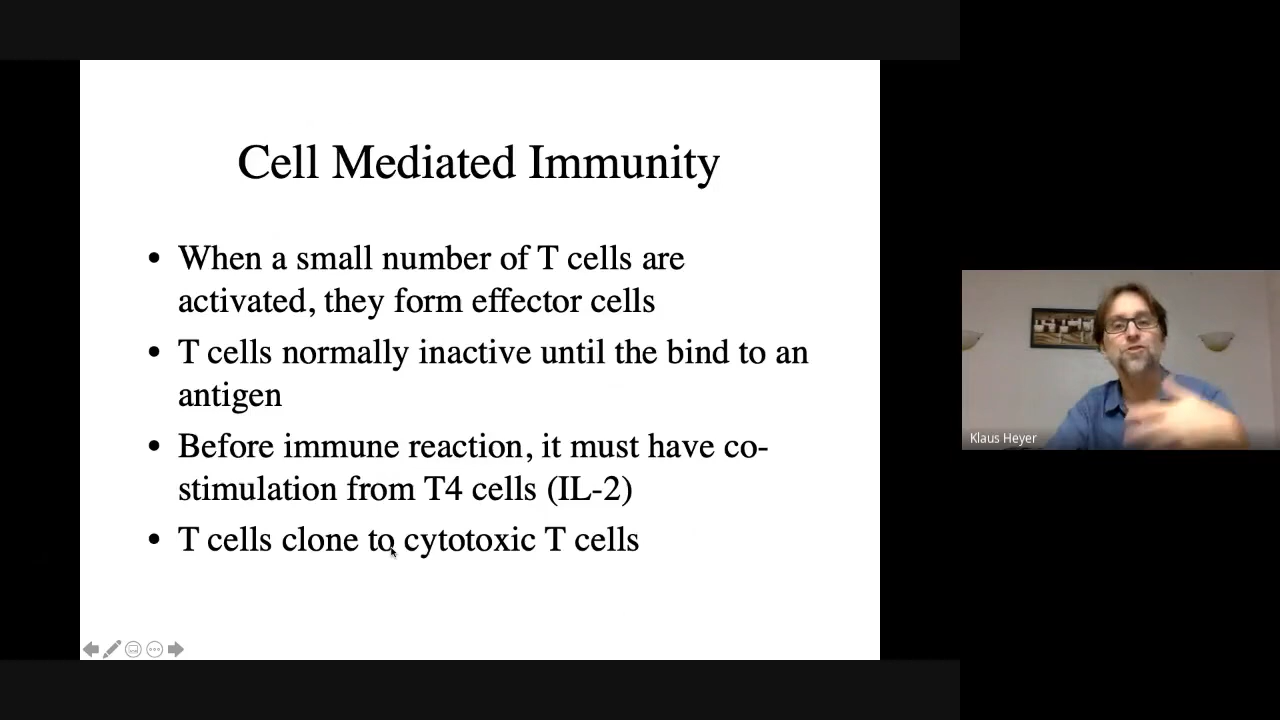 Cell Mediated Immunity
• When a small number of T cells are
activated, they form effector cells
• T cells normally inactive until the bind to an
antigen
• Before immune reaction, it must have co-
stimulation from T4 cells (IL-2)
• T cells clone to cytotoxic T cells
Klaus Heyer